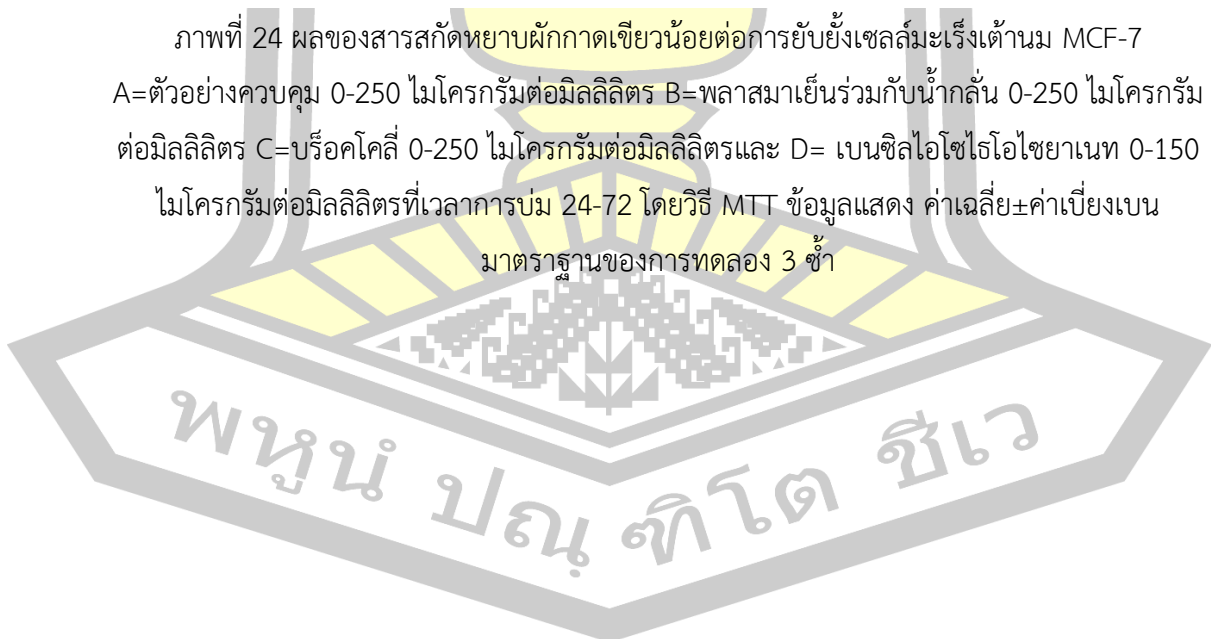 ภาพที่ 24 ผลของสารสกัดหยาบผักกาดเขียวน้อยต่อการยับยั้งเซลล์มะเร็งเต้านม MCF-7
A=ตัวอย่างควบคุม 0-250 ไมโครกรัมต่อมิลลิลิตร B=พลาสมาเย็นร่วมกับน้ำกลั่น 0-250 ไมโครกรัม
ต่อมิลลิลิตร C=บร็อคโคลี่ 0-250 ไมโครกรัมต่อมิลลิลิตรและ D= เบนซิลไอโซไธโอไซยาเนท 0-150
ไมโครกรัมต่อมิลลิลิตรที่เวลาการบ่ม 24-72 โดยวิธี MTT ข้อมูลแสดง ค่าเฉลี่ย±ค่าเบี่ยงเบน
มาตราฐานของการทดลอง 3 ซ้ำ
พหูนํ ปณฺฑิโต ชีเว